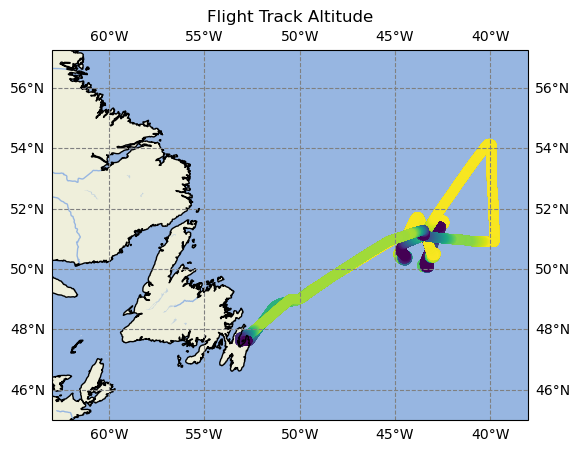 Flight Track Altitude
60°W 55°W 50°W 45°W 40°W
56°N 56°N
54°N 54°N
52°N 52°N
50°N 50°N
48°N 48°N
46°N 46°N
60°W 55°W 50°W 45°W 40°W